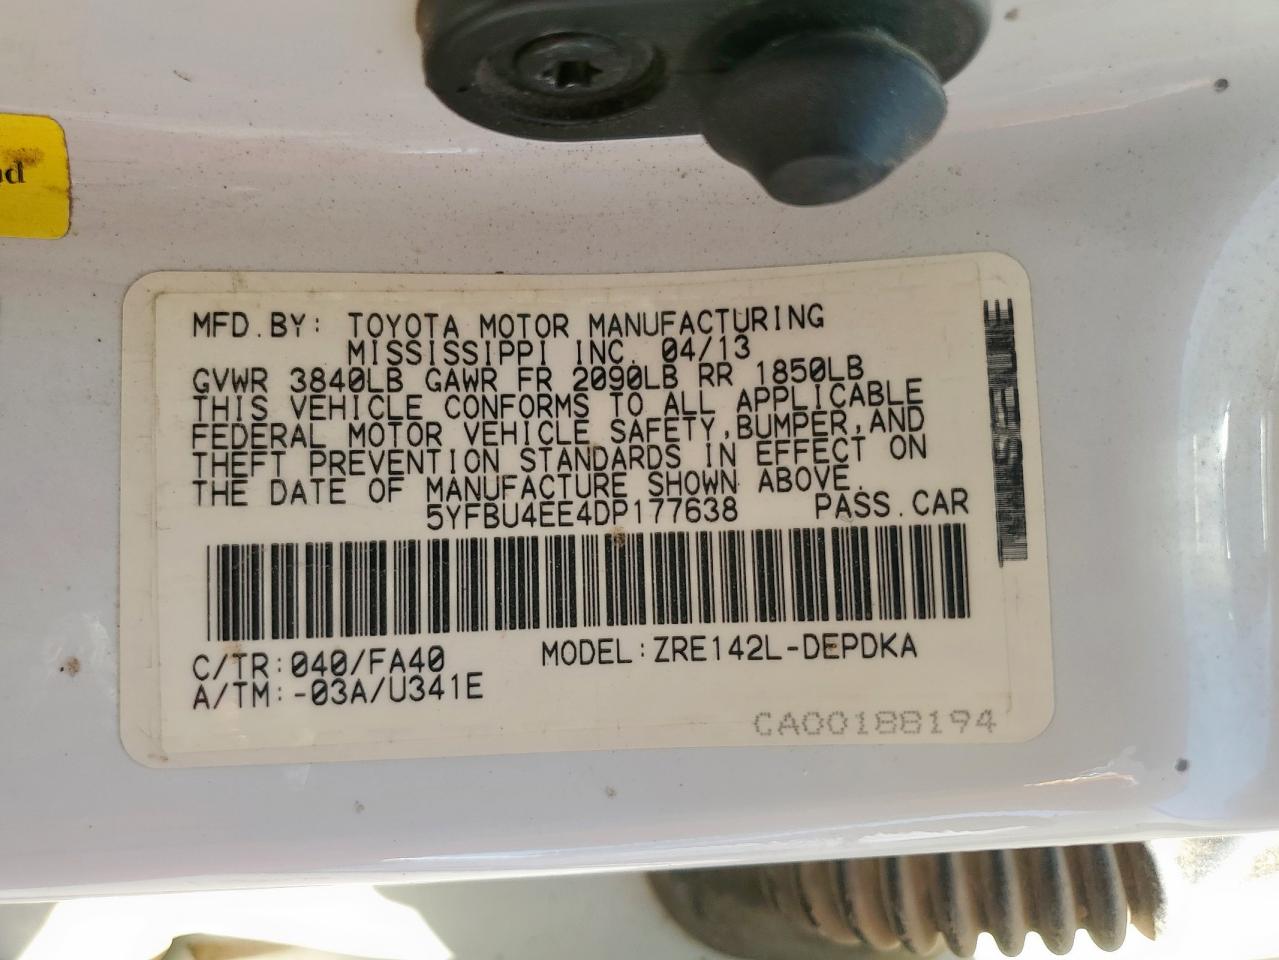 MFD.BY: TOYOTA MOTOR MANUFACTURING
MISSISSIPPI INC. 04/13
GVWR 3840LB GAWR FR 2090LB RR 1850LB
THIS VEHICLE CONFORMS TO ALL APPLICABLE
FEDERAL MOTOR VEHICLE SAFETY,BUMPER,AND
THEFT PREVENTION STANDARDS IN EFFECT ON
THE DATE OF MANUFACTURE SHOWN ABOVE.
5YFBU4EE4DP177638 PASS.CAR
C/TR:040/FA40 MODEL:ZRE142L-DEPDKA
A/TM:-03A/U341E
CA00188194